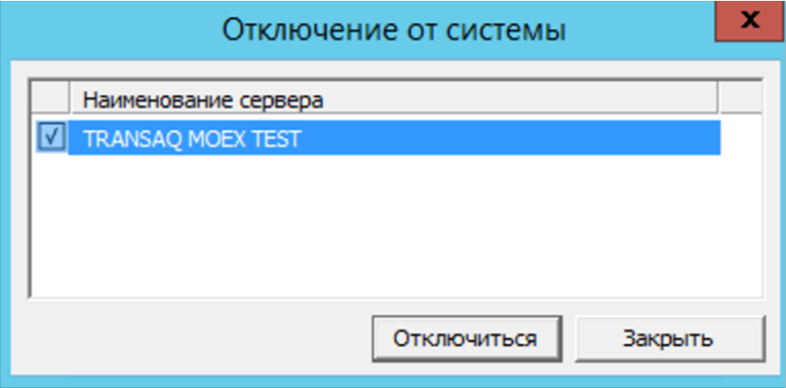 Отключение от системы
x
Наименование сервера
TRANSAQ MOEX TEST
Отключиться Закрыть